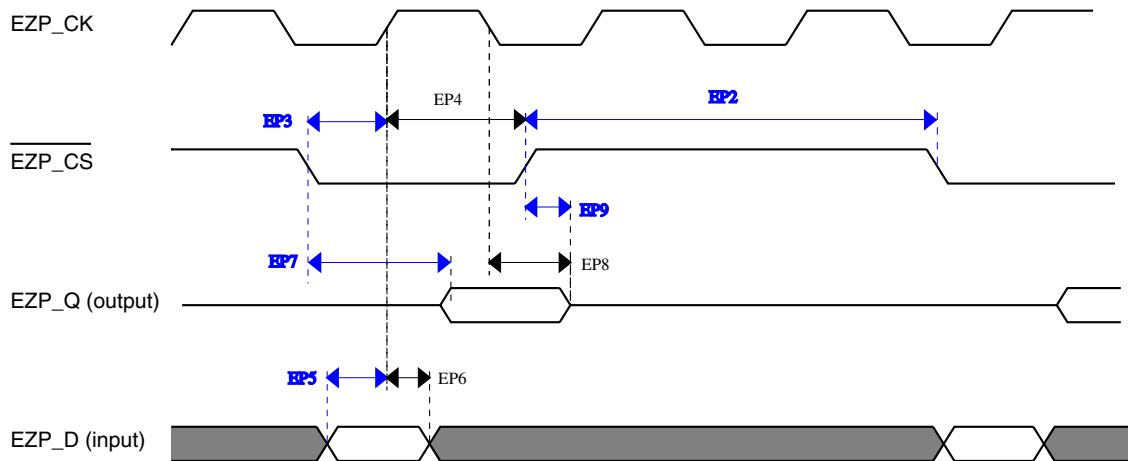 EZP_CK
EP4
EP2
EP3
EZP_CS
EP9
EP7
EP8
EZP_Q (output)
EP5
EP6
EZP_D (input)